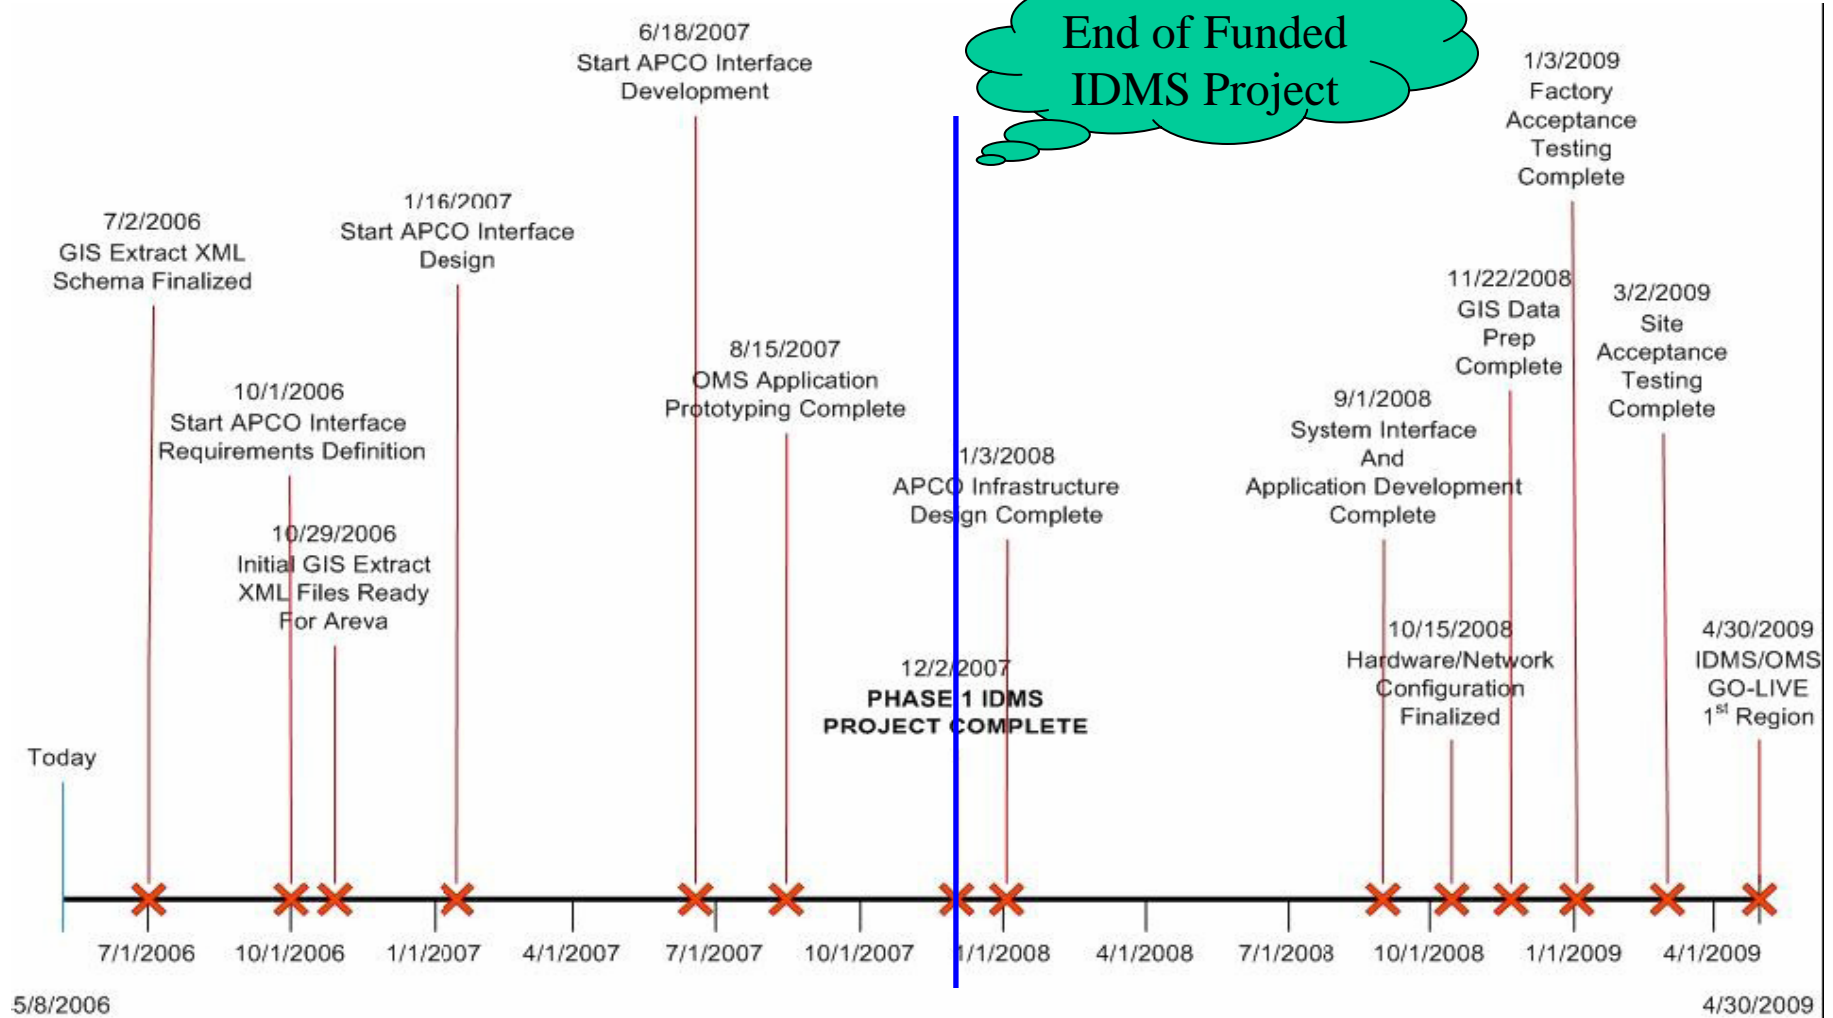 End of Funded
IDMS Project
6/18/2007
Start APCO Interface
Development
1/3/2009
Factory
Acceptance
Testing
Complete
7/2/2006
GIS Extract XML
Schema Finalized
1/16/2007
Start APCO Interface
Design
11/22/2008
GIS Data
Prep
Complete
3/2/2009
Site
Acceptance
Testing
Complete
8/15/2007
OMS Application
Prototyping Complete
10/1/2006
Start APCO Interface
Requirements Definition
9/1/2008
System Interface
And
Application Development
Complete
1/3/2008
APCO Infrastructure
Design Complete
10/29/2006
Initial GIS Extract
XML Files Ready
For Areva
12/2/2007
PHASE 1 IDMS
PROJECT COMPLETE
10/15/2008
Hardware/Network
Configuration
Finalized
4/30/2009
IDMS/OMS
GO-LIVE
1st Region
Today
7/1/2006
10/1/2006
1/1/2007
4/1/2007
7/1/2007
10/1/2007
1/1/2008
4/1/2008
7/1/2008
10/1/2008
1/1/2009
4/1/2009
5/8/2006
4/30/2009